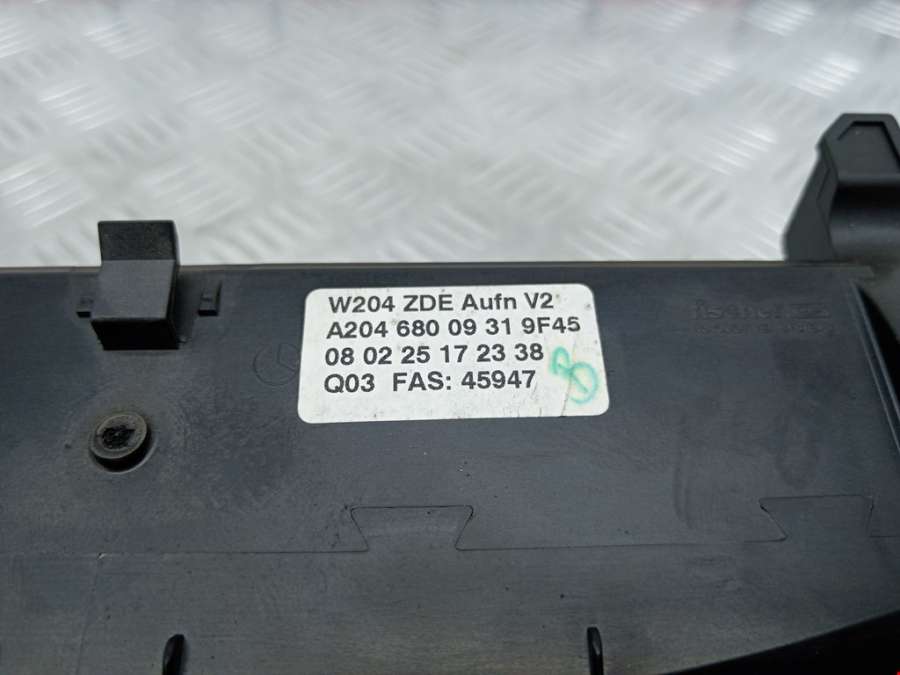 W204 ZDE Aufn V2
A204 680 09 31 9F45
08 02 25 17 23 38
Q03 FAS: 45947